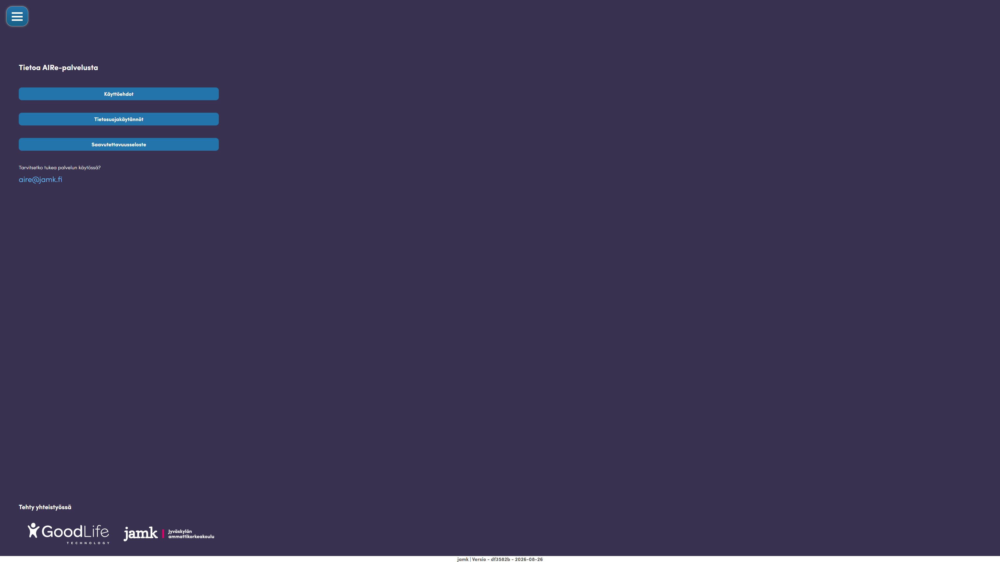 Tietoa AIRe-palvelusta
Käyttöehdot
Tietosuojakäytännöt
Saavutettavuusseloste
Tarvitsetko tukea palvelun käytössä?
aire@jamk.fi
Tehty yhteistyössä
GoodLife
TECHNOLOGY
jamk
Jyväskylän
ammattikorkeakoulu
jamk | Versio - df3582b - 2026-08-26